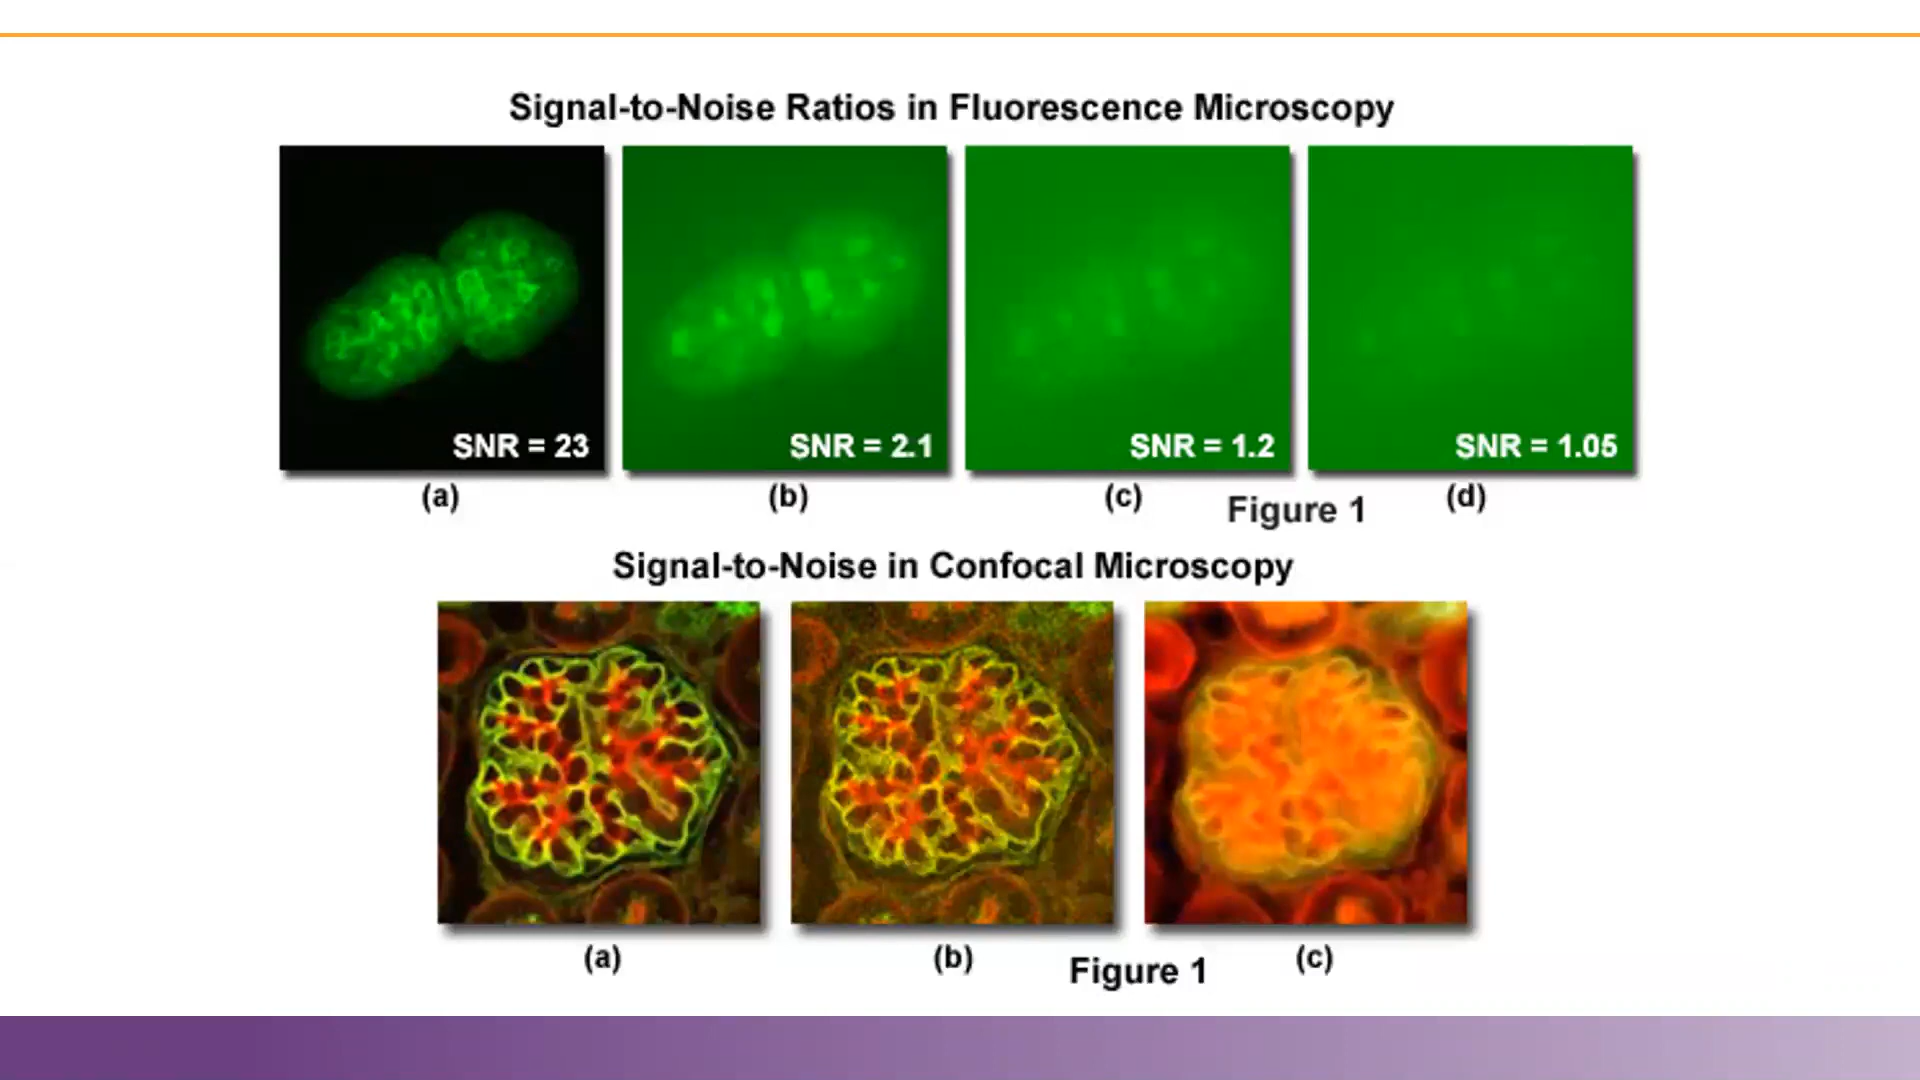 Signal-to-Noise Ratios in Fluorescence Microscopy
SNR = 23
SNR = 2.1
SNR = 1.2
SNR = 1.05
(a)
(b)
(c)
(d)
Figure 1
Signal-to-Noise in Confocal Microscopy
(a)
(b)
(c)
Figure 1